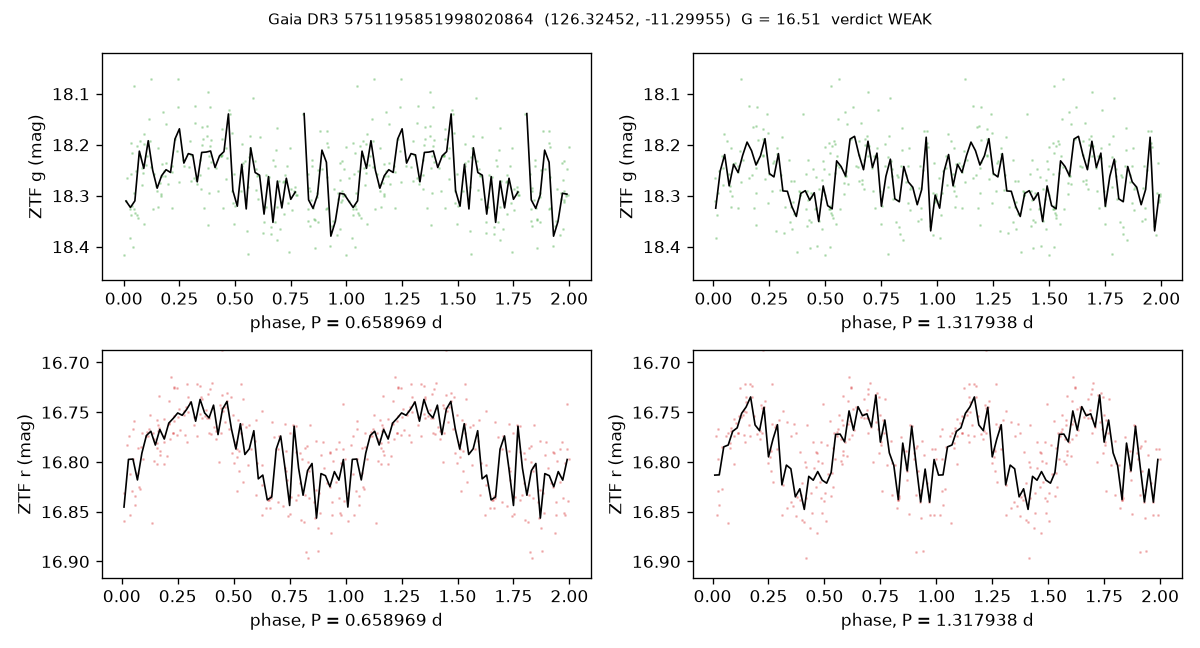 Gaia DR3 5751195851998020864 (126.32452, -11.29955) G = 16.51 verdict WEAK
ZTF g (mag)
18.1
18.2
18.3
18.4
0.00 0.25 0.50 0.75 1.00 1.25 1.50 1.75 2.00
phase, P = 0.658969 d
ZTF g (mag)
18.1
18.2
18.3
18.4
0.00 0.25 0.50 0.75 1.00 1.25 1.50 1.75 2.00
phase, P = 1.317938 d
ZTF r (mag)
16.70
16.75
16.80
16.85
16.90
0.00 0.25 0.50 0.75 1.00 1.25 1.50 1.75 2.00
phase, P = 0.658969 d
ZTF r (mag)
16.70
16.75
16.80
16.85
16.90
0.00 0.25 0.50 0.75 1.00 1.25 1.50 1.75 2.00
phase, P = 1.317938 d